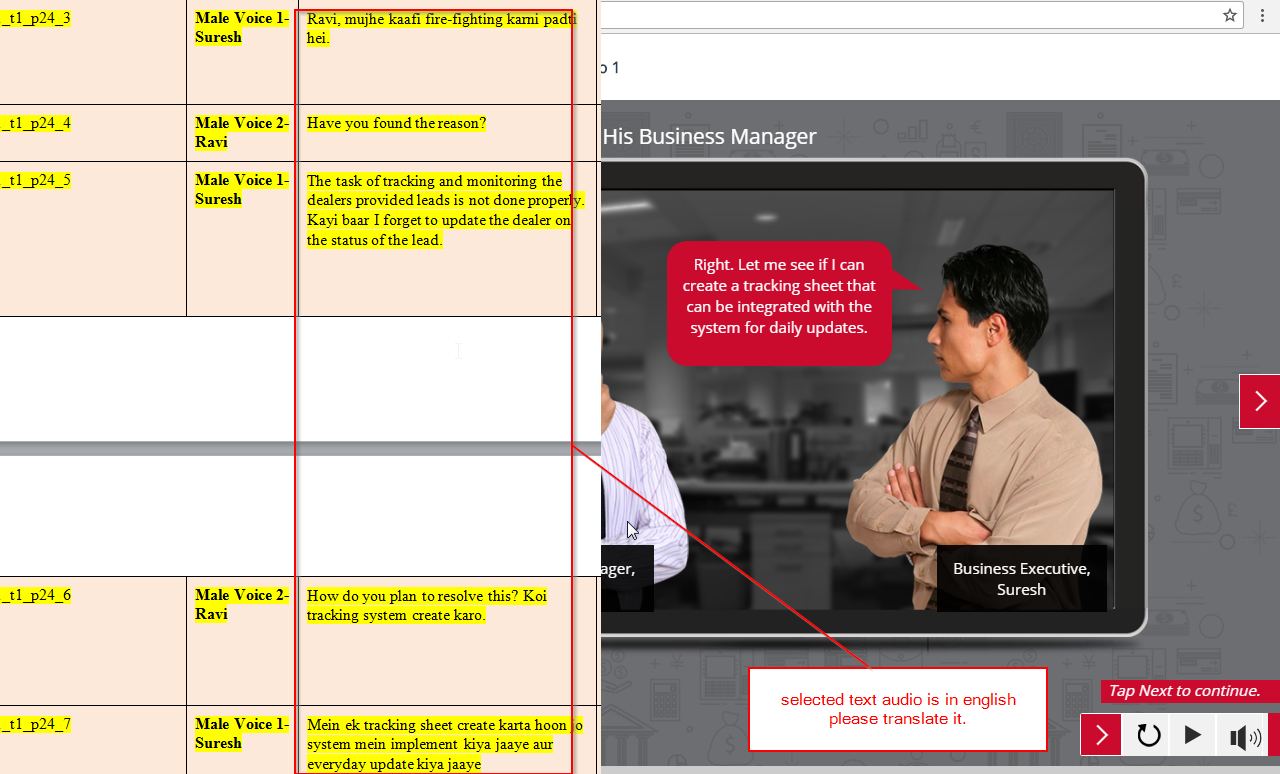 _t1_p24_3
Male Voice 1-
Suresh
Ravi, mujhe kaafi fire-fighting karni padti
hei.
_t1_p24_4
Male Voice 2-
Ravi
Have you found the reason?
_t1_p24_5
Male Voice 1-
Suresh
The task of tracking and monitoring the
dealers provided leads is not done properly.
Kayi baar I forget to update the dealer on
the status of the lead.
_t1_p24_6
Male Voice 2-
Ravi
How do you plan to resolve this? Koi
tracking system create karo.
_t1_p24_7
Male Voice 1-
Suresh
Mein ek tracking sheet create karta hoon jo
system mein implement kiya jaaye aur
everyday update kiya jaaye
1
His Business Manager
Right. Let me see if I can
create a tracking sheet that
can be integrated with the
system for daily updates.
ager,
Business Executive,
Suresh
selected text audio is in english
please translate it.
Tap Next to continue.